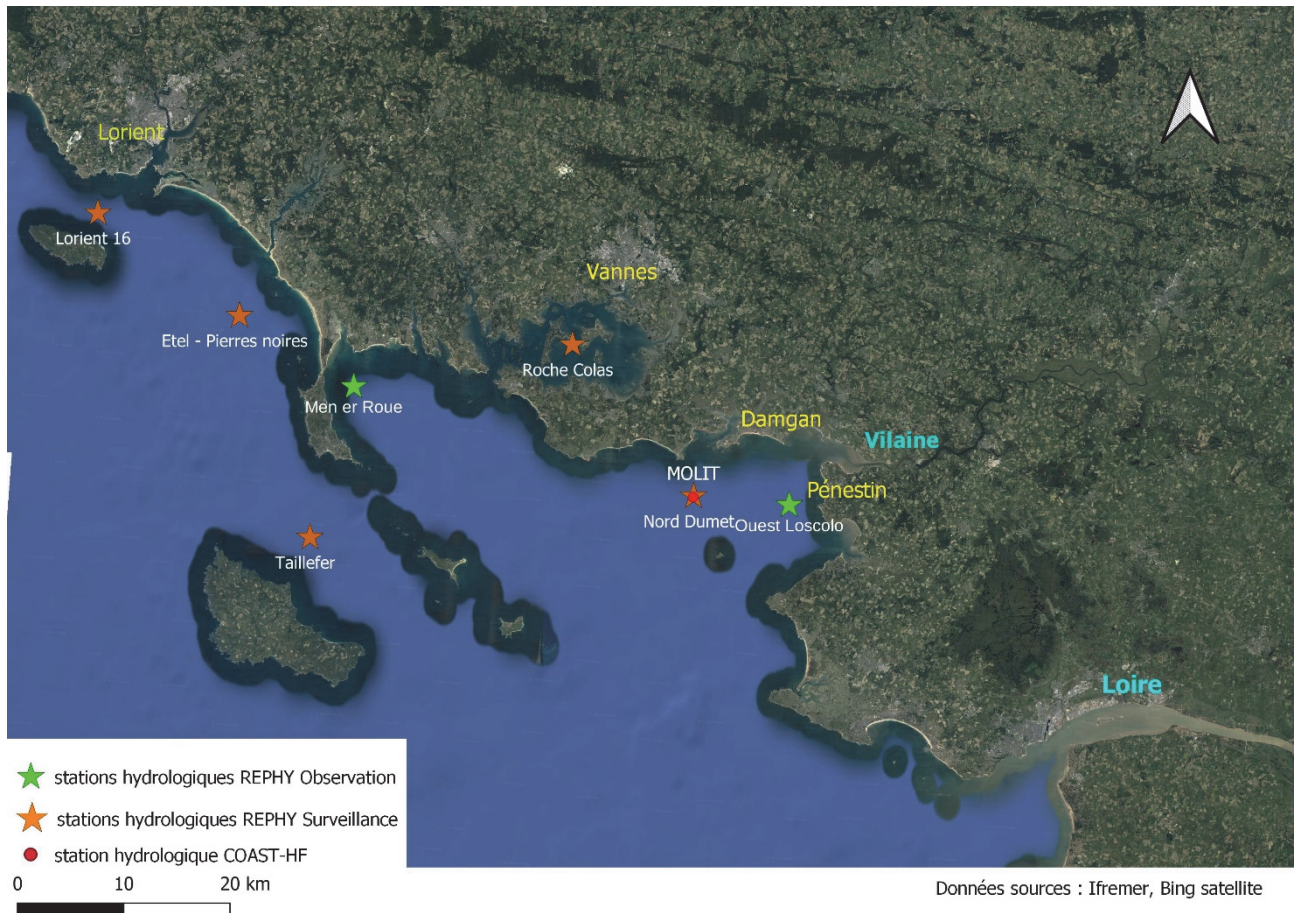 Lorient
Lorient 16
Vannes
Etel - Pierres noires
Roche Colas
Men er Roue
Damgan
Vilaine
MOLIT
Pénestin
Nord Dumet
Ouest Loscolo
Taillefer
Loire
stations hydrologiques REPHY Observation
stations hydrologiques REPHY Surveillance
station hydrologique COAST-HF
0 10 20 km
Données sources : Ifremer, Bing satellite